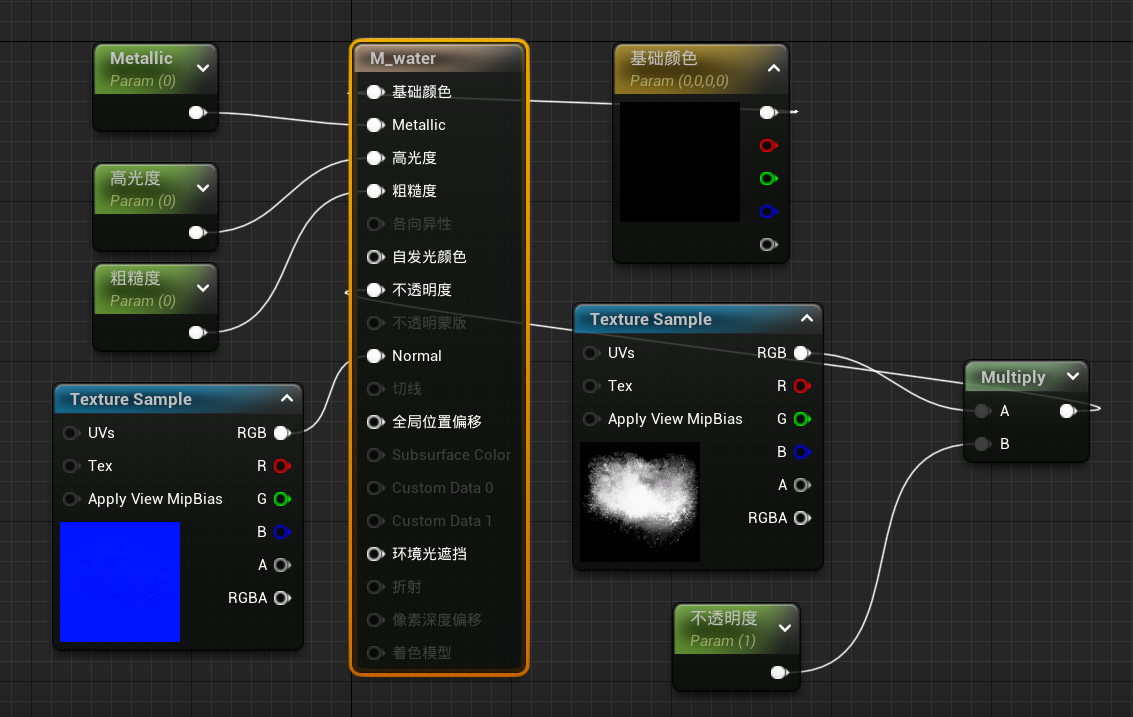 Metallic
Param (0)
高光度
Param (0)
粗糙度
Param (0)
Texture Sample
UVs
RGB
Tex
R
Apply View MipBias
G
B
A
RGBA
M_water
基础颜色
Metallic
高光度
粗糙度
各向异性
自发光颜色
不透明度
不透明蒙版
Normal
切线
全局位置偏移
Subsurface Color
Custom Data 0
Custom Data 1
环境光遮挡
折射
像素深度偏移
着色模型
基础颜色
Param (0,0,0,0)
Texture Sample
UVs
RGB
Tex
R
Apply View MipBias
G
B
A
RGBA
不透明度
Param (1)
Multiply
A
B